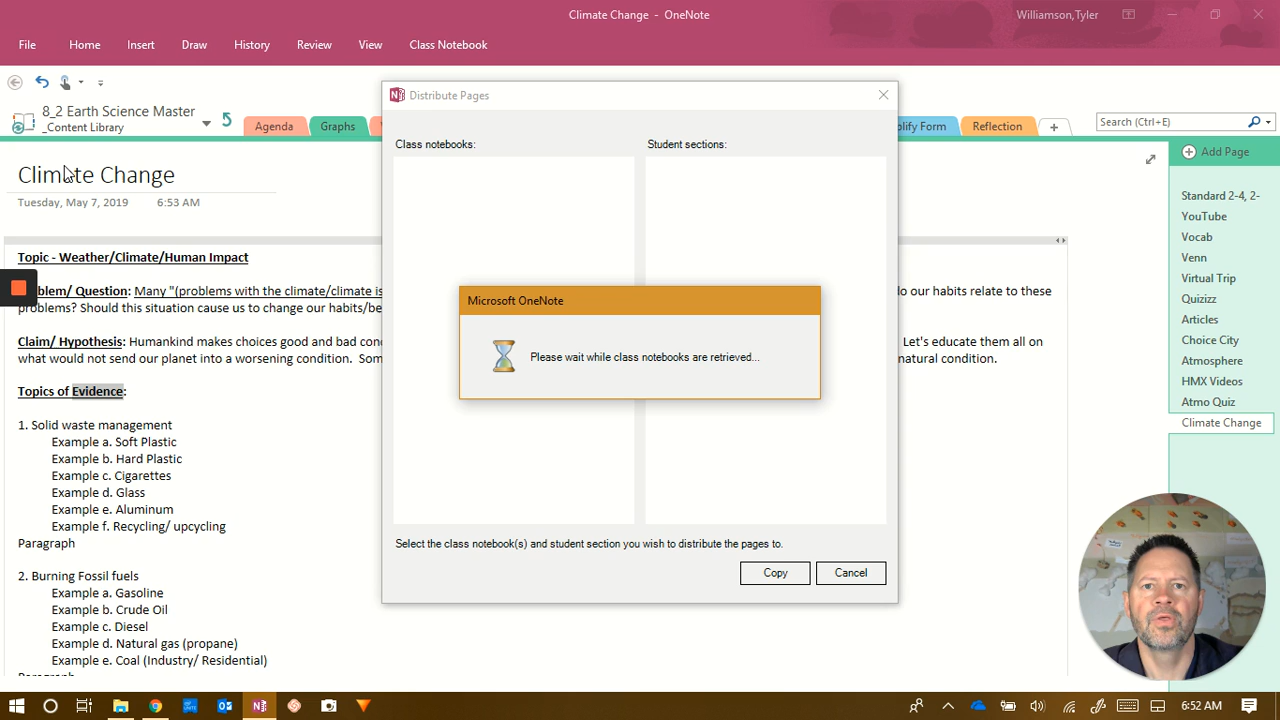 Climate Change - OneNote
Williamson,Tyler
File Home Insert Draw History Review View Class Notebook
8_2 Earth Science Master
_Content Library
Agenda Graphs
plify Form Reflection
Search (Ctrl+E)
Climate Change
Tuesday, May 7, 2019 6:53 AM
Topic - Weather/Climate/Human Impact
blem/ Question: Many "(problems with the climate/climate is
do our habits relate to these
problems? Should this situation cause us to change our habits/be
Claim/ Hypothesis: Humankind makes choices good and bad con
Let's educate them all on
what would not send our planet into a worsening condition. Som
natural condition.
Topics of Evidence:
1. Solid waste management
Example a. Soft Plastic
Example b. Hard Plastic
Example c. Cigarettes
Example d. Glass
Example e. Aluminum
Example f. Recycling/ upcycling
Paragraph
2. Burning Fossil fuels
Example a. Gasoline
Example b. Crude Oil
Example c. Diesel
Example d. Natural gas (propane)
Example e. Coal (Industry/ Residential)
Paragraph
Distribute Pages
Class notebooks: Student sections:
Microsoft OneNote
Please wait while class notebooks are retrieved...
Select the class notebook(s) and student section you wish to distribute the pages to.
Copy Cancel
Add Page
Standard 2-4, 2-
YouTube
Vocab
Venn
Virtual Trip
Quizizz
Articles
Choice City
Atmosphere
HMX Videos
Atmo Quiz
Climate Change
6:52 AM